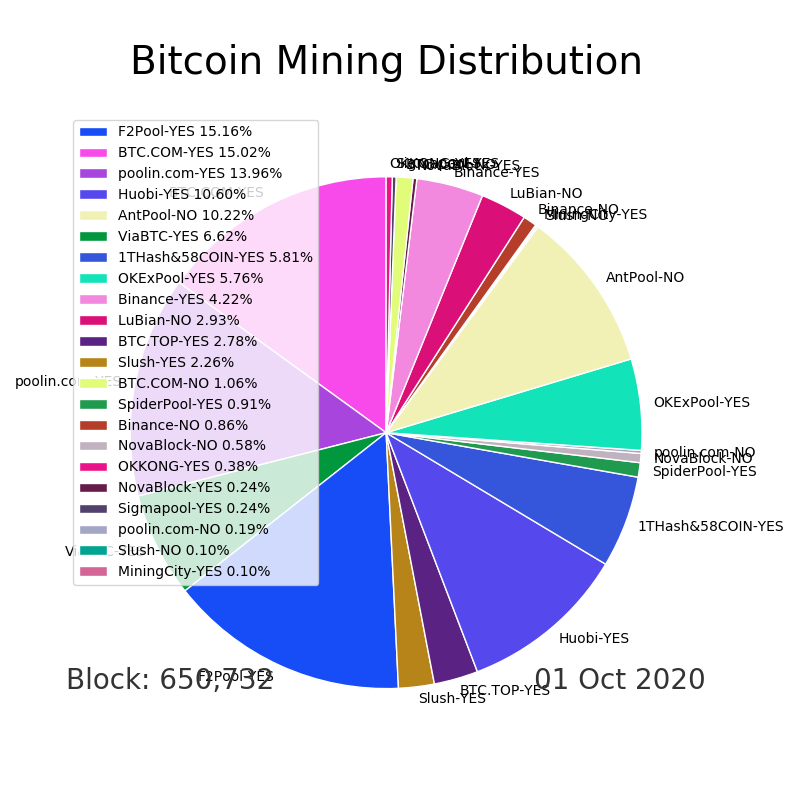 Bitcoin Mining Distribution
F2Pool-YES 15.16%
BTC.COM-YES 15.02%
poolin.com-YES 13.96%
Huobi-YES 10.60%
AntPool-NO 10.22%
ViaBTC-YES 6.62%
1THash&58COIN-YES 5.81%
OKExPool-YES 5.76%
Binance-YES 4.22%
LuBian-NO 2.93%
BTC.TOP-YES 2.78%
Slush-YES 2.26%
BTC.COM-NO 1.06%
SpiderPool-YES 0.91%
Binance-NO 0.86%
NovaBlock-NO 0.58%
OKKONG-YES 0.38%
NovaBlock-YES 0.24%
Sigmapool-YES 0.24%
poolin.com-NO 0.19%
Slush-NO 0.10%
MiningCity-YES 0.10%
Binance-YES
LuBian-NO
Binance-NO
AntPool-NO
OKExPool-YES
poolin.com-NO
NovaBlock-NO
SpiderPool-YES
1THash&58COIN-YES
Huobi-YES
BTC.TOP-YES
Slush-YES
F2Pool-YES
BTC.COM-YES
poolin.com-YES
Block: 650,732
01 Oct 2020